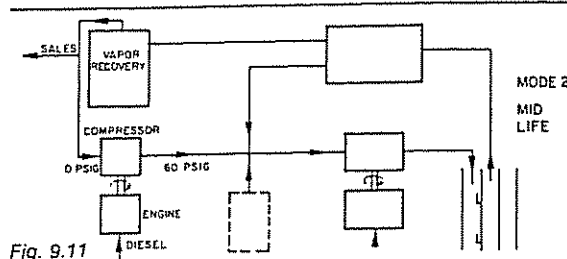 SALES
VAPOR
RECOVERY
MODE 2
MID
LIFE
COMPRESSOR
0 PSIG
60 PSIG
ENGINE
DIESEL
Fig. 9.11